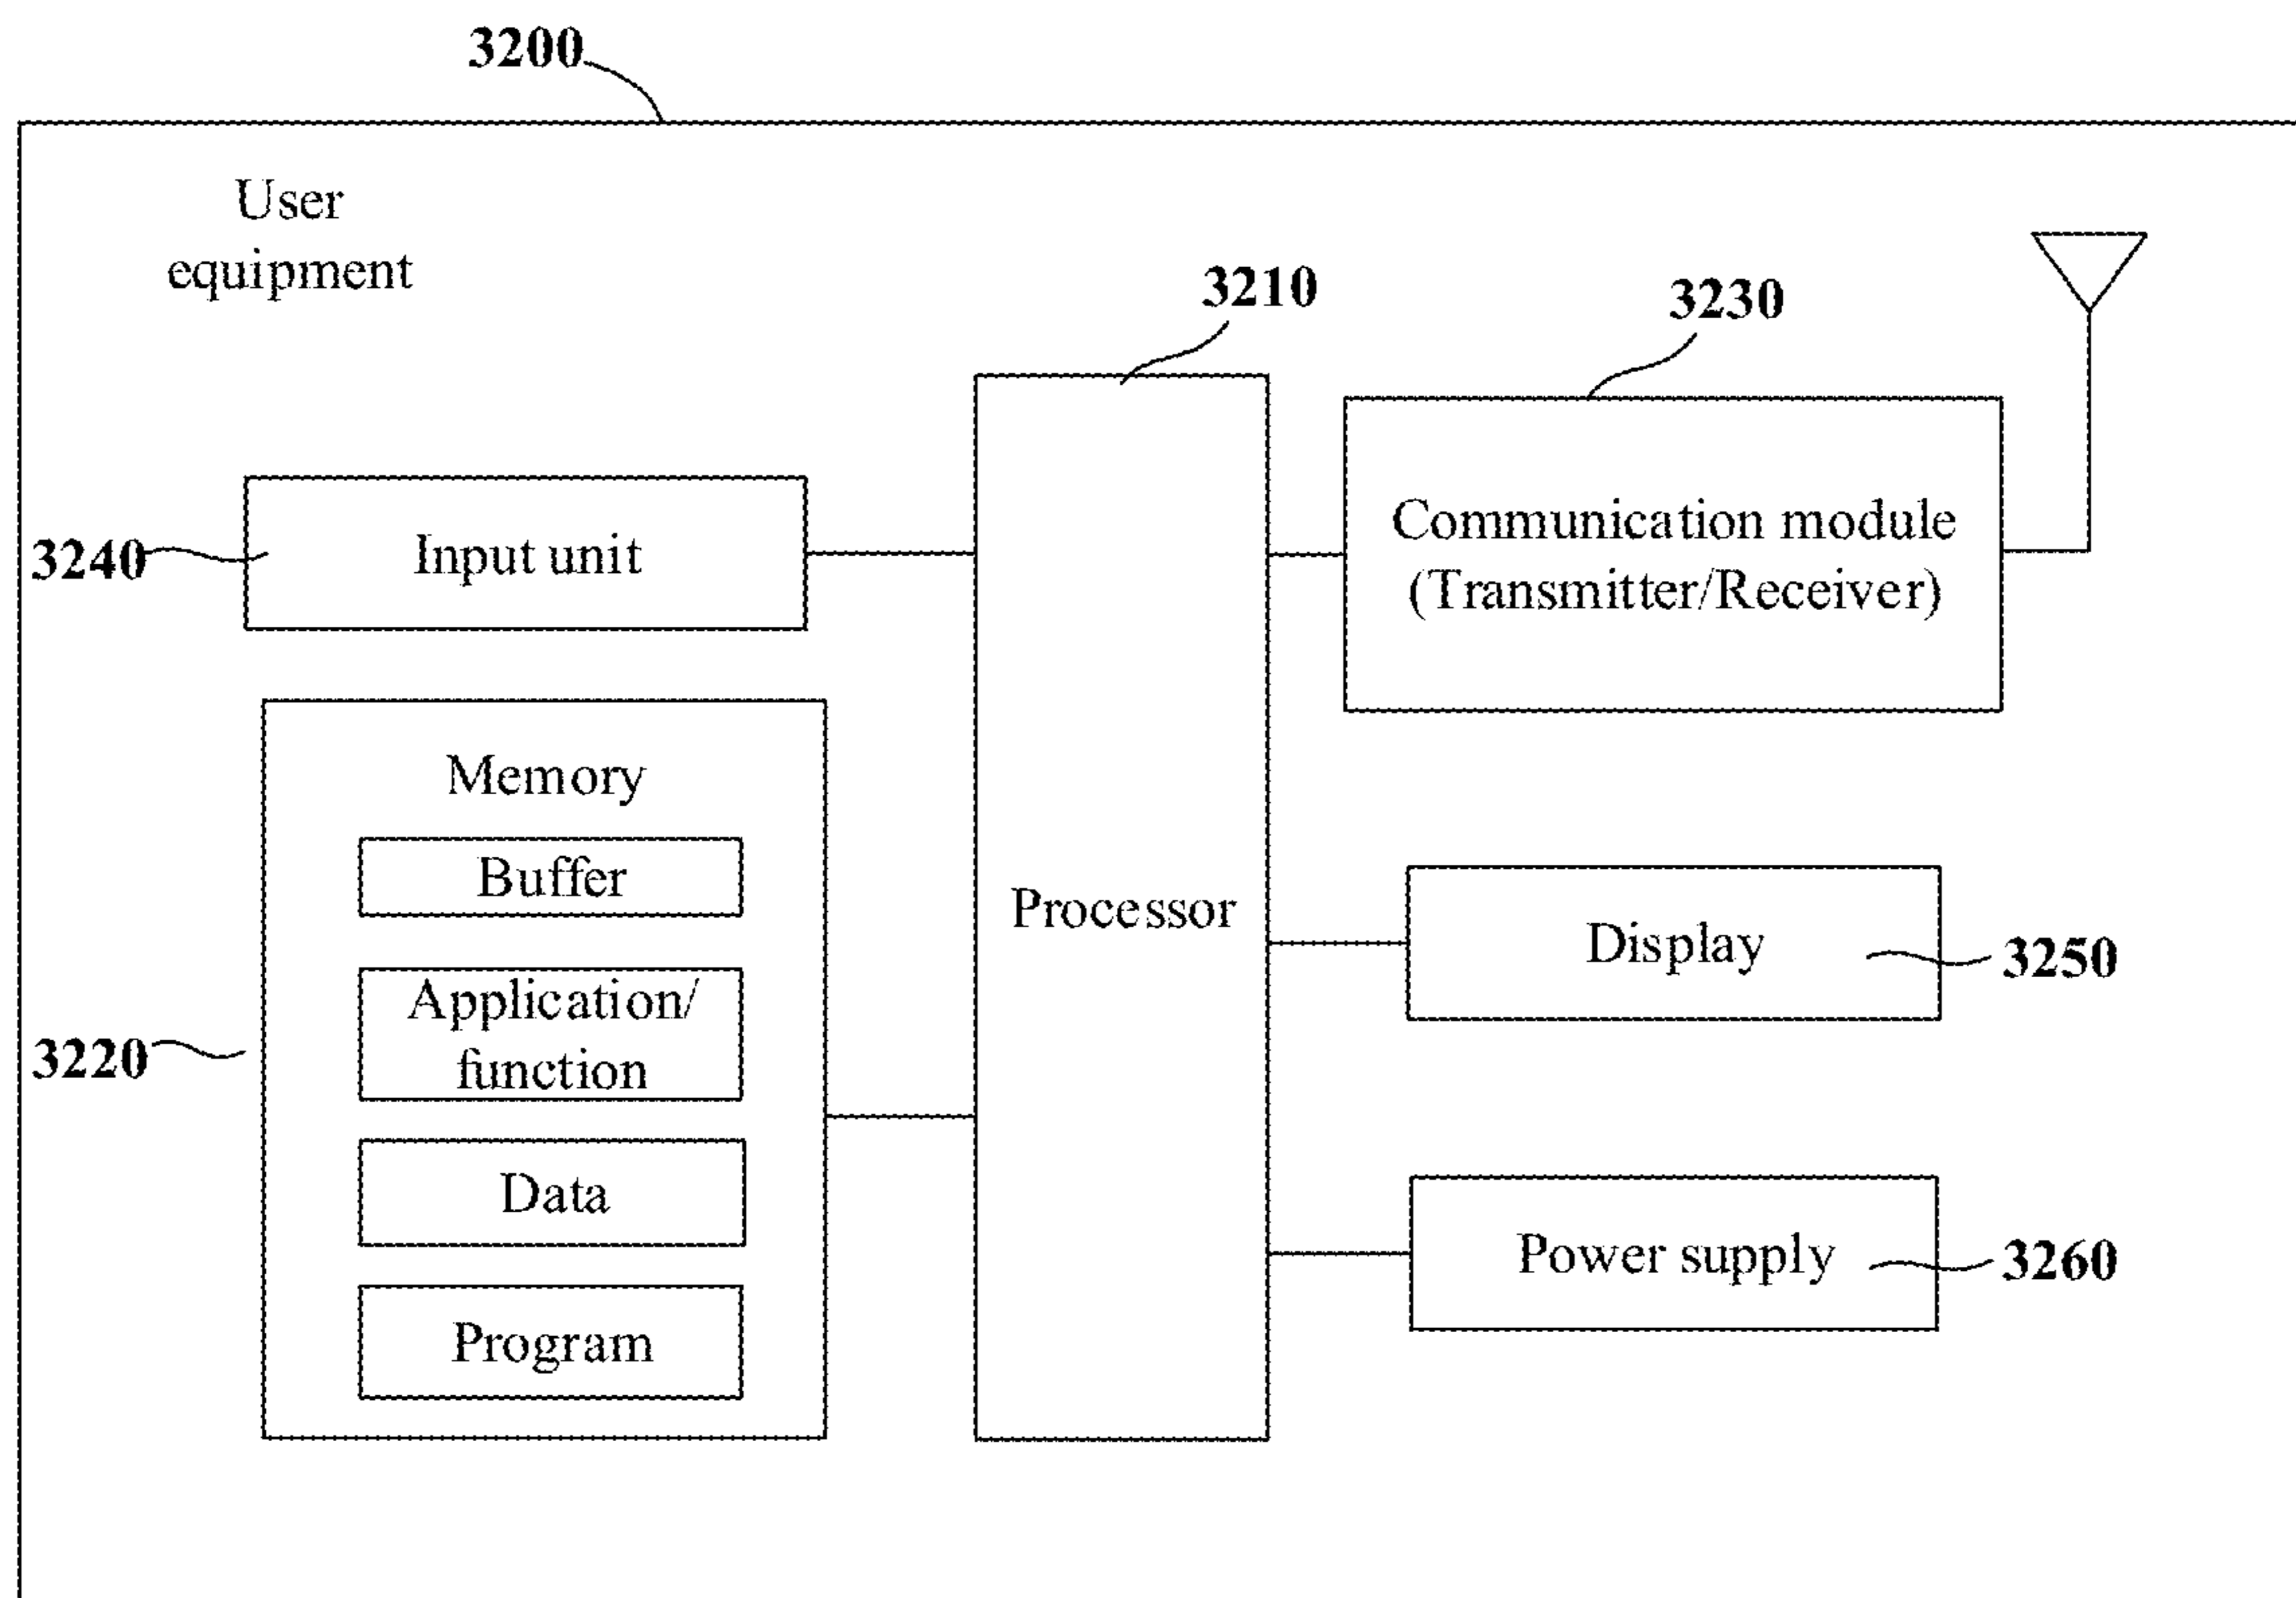 3200
User
equipment
3210
3230
3240
Input unit
Communication module
(Transmitter/Receiver)
Memory
Buffer
Application/
function
Data
Program
3220
Processor
Display
3250
Power supply
3260